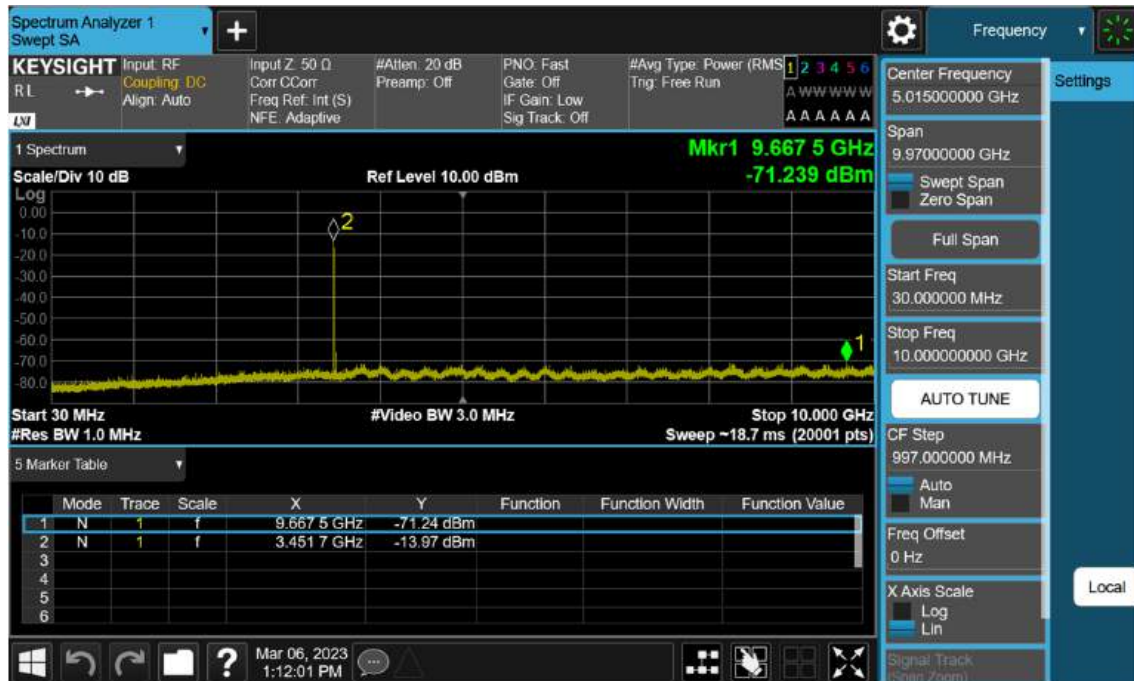 Spectrum Analyzer 1
Swept SA
+
Frequency
KEYSIGHT
RL
LXI
Input: RF
Coupling: DC
Align: Auto
Input Z: 50 Ω
Corr CCorr
Freq Ref: Int (S)
NFE: Adaptive
#Atten: 20 dB
Preamp: Off
PNO: Fast
Gate: Off
IF Gain: Low
Sig Track: Off
#Avg Type: Power (RMS
Trig: Free Run
1 2 3 4 5 6
A W W W W W
A A A A A A
1 Spectrum
Mkr1 9.667 5 GHz
-71.239 dBm
Scale/Div 10 dB
Ref Level 10.00 dBm
Log
0.00
-10.0
-20.0
-30.0
-40.0
-50.0
-60.0
-70.0
-80.0
2
1
Start 30 MHz
#Video BW 3.0 MHz
Stop 10.000 GHz
#Res BW 1.0 MHz
Sweep ~18.7 ms (20001 pts)
5 Marker Table
Mode Trace Scale X Y Function Function Width Function Value
1 N 1 f 9.667 5 GHz -71.24 dBm
2 N 1 f 3.451 7 GHz -13.97 dBm
3
4
5
6
?
Mar 06, 2023
1:12:01 PM
Center Frequency
5.015000000 GHz
Span
9.97000000 GHz
Swept Span
Zero Span
Full Span
Start Freq
30.000000 MHz
Stop Freq
10.000000000 GHz
AUTO TUNE
CF Step
997.000000 MHz
Auto
Man
Freq Offset
0 Hz
X Axis Scale
Log
Lin
Signal Track
(Span Zoom)
Settings
Local